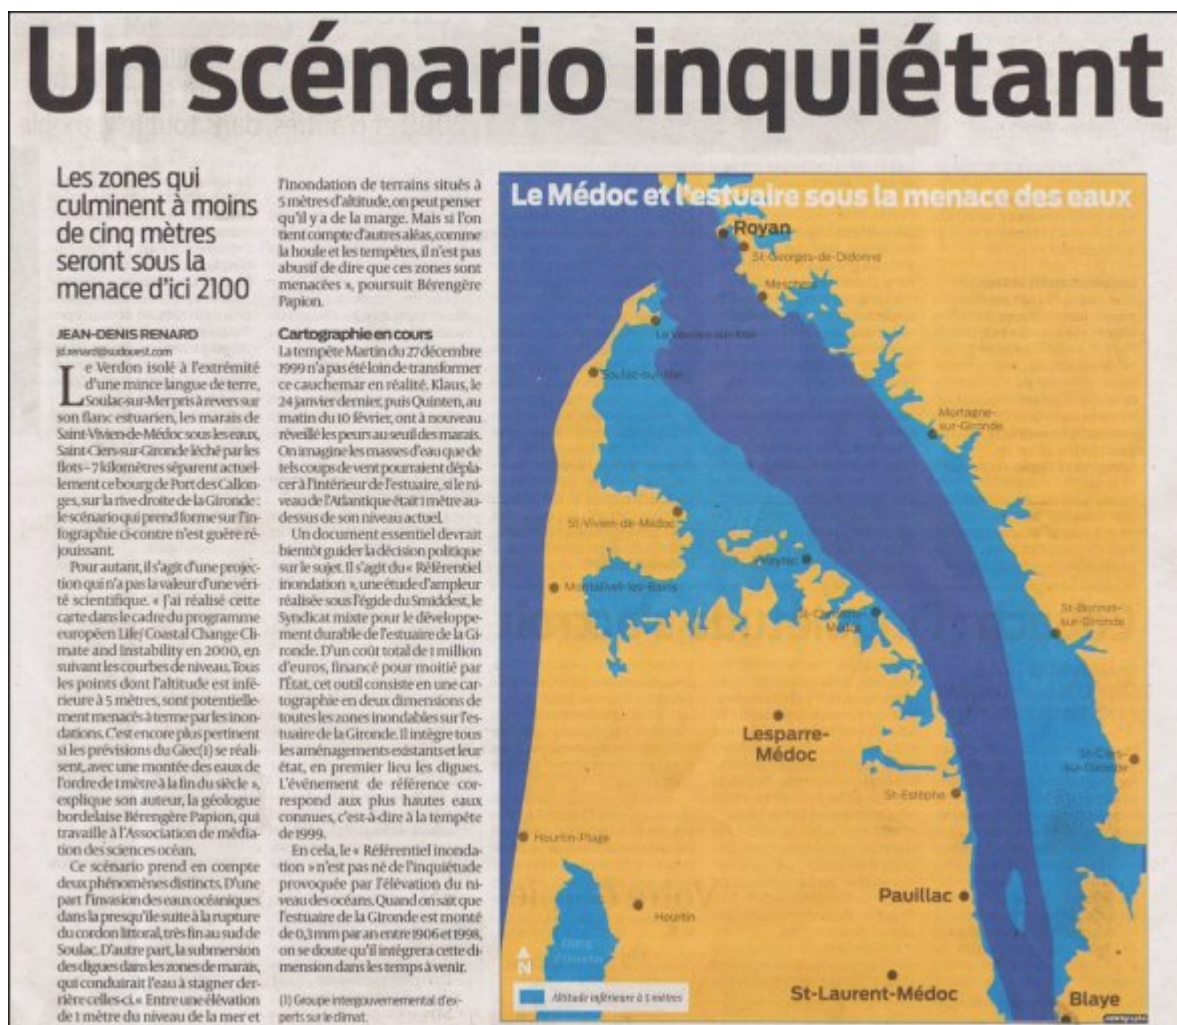 Un scénario inquiétant
Les zones qui
culminent à moins
de cinq mètres
seront sous la
menace d'ici 2100
JEAN-DENIS RENARD
jd.renard@sudouest.com
Le Verdon isolé à l'extrémité
d'une mince langue de terre,
Soulac-sur-Mer pris à revers sur
son flanc estuarien, les marais de
Saint-Vivien-de-Médoc sous les eaux,
Saint-Ciers-sur-Gironde léché par les
flots – 7 kilomètres séparent actuel-
lement ce bourg de Port des Callon-
ges, sur la rive droite de la Gironde :
le scénario qui prend forme sur l'in-
fographie ci-contre n'est guère ré-
jouissant.
Pour autant, il s'agit d'une projec-
tion qui n'a pas la valeur d'une véri-
té scientifique. « J'ai réalisé cette
carte dans le cadre du programme
européen Life/Coastal Change Cli-
mate and Instability en 2000, en
suivant les courbes de niveau. Tous
les points dont l'altitude est infé-
rieure à 5 mètres, sont potentielle-
ment menacés à terme par les inon-
dations. C'est encore plus pertinent
si les prévisions du Giec(1) se réali-
sent, avec une montée des eaux de
l'ordre de 1 mètre à la fin du siècle »,
explique son auteur, la géologue
bordelaise Bérengère Papion, qui
travaille à l'Association de média-
tion des sciences océan.
Ce scénario prend en compte
deux phénomènes distincts. D'une
part l'invasion des eaux océaniques
dans la presqu'île suite à la rupture
du cordon littoral, très fin au sud de
Soulac. D'autre part, la submersion
des digues dans les zones de marais,
qui conduirait l'eau à stagner der-
rière celles-ci. « Entre une élévation
de 1 mètre du niveau de la mer et
l'inondation de terrains situés à
5 mètres d'altitude, on peut penser
qu'il y a de la marge. Mais si l'on
tient compte d'autres aléas, comme
la houle et les tempêtes, il n'est pas
abusif de dire que ces zones sont
menacées », poursuit Bérengère
Papion.
Cartographie en cours
La tempête Martin du 27 décembre
1999 n'a pas été loin de transformer
ce cauchemar en réalité. Klaus, le
24 janvier dernier, puis Quinten, au
matin du 10 février, ont à nouveau
réveillé les peurs au seuil des marais.
On imagine les masses d'eau que de
tels coups de vent pourraient dépla-
cer à l'intérieur de l'estuaire, si le ni-
veau de l'Atlantique était 1 mètre au-
dessus de son niveau actuel.
Un document essentiel devrait
bientôt guider la décision politique
sur le sujet. Il s'agit du « Référentiel
inondation », une étude d'ampleur
réalisée sous l'égide du Smiddest, le
Syndicat mixte pour le développe-
ment durable de l'estuaire de la Gi-
ronde. D'un coût total de 1 million
d'euros, financé pour moitié par
l'État, cet outil consiste en une car-
tographie en deux dimensions de
toutes les zones inondables sur l'es-
tuaire de la Gironde. Il intègre tous
les aménagements existants et leur
état, en premier lieu les digues.
L'événement de référence cor-
respond aux plus hautes eaux
connues, c'est-à-dire à la tempête
de 1999.
En cela, le « Référentiel inonda-
tion » n'est pas né de l'inquiétude
provoquée par l'élévation du ni-
veau des océans. Quand on sait que
l'estuaire de la Gironde est monté
de 0,3 mm par an entre 1906 et 1998,
on se doute qu'il intégrera cette di-
mension dans les temps à venir.
(1) Groupe intergouvernemental d'ex-
perts sur le climat.
Le Médoc et l'estuaire sous la menace des eaux
Royan
St-Georges-de-Didonne
Meschers
Le Verdon-sur-Mer
Soulac-sur-Mer
Mortagne-
sur-Gironde
St-Vivien-de-Médoc
Valeyrac
Montalivet-les-Bains
St-Christoly-
Médoc
St-Bonnet-
sur-Gironde
Lesparre-
Médoc
St-Ciers-
sur-Gironde
St-Estèphe
Hourtin-Plage
Pauillac
Hourtin
Etang
d'Hourtin
N
St-Laurent-Médoc
Altitude inférieure à 5 mètres
Blaye